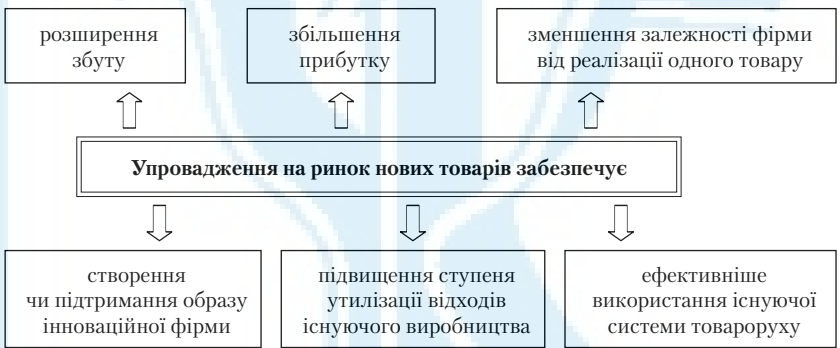 розширення
збуту
збільшення
прибутку
зменшення залежності фірми
від реалізації одного товару
Упровадження на ринок нових товарів забезпечує
створення
чи підтримання образу
інноваційної фірми
підвищення ступеня
утилізації відходів
існуючого виробництва
ефективніше
використання існуючої
системи товароруху